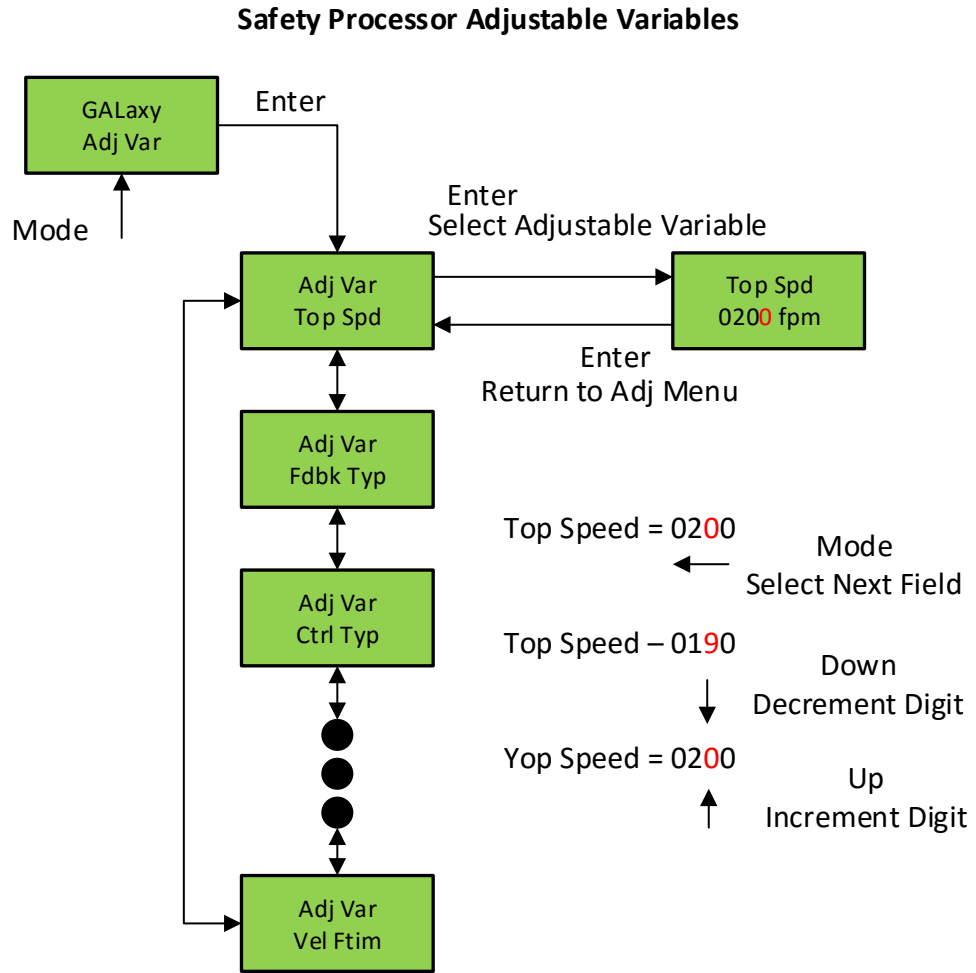 Safety Processor Adjustable Variables
GALaxy
Adj Var
Enter
Mode
Enter
Select Adjustable Variable
Adj Var
Top Spd
Top Spd
0200 fpm
Enter
Return to Adj Menu
Adj Var
Fdbk Typ
Top Speed = 0200
Mode
Select Next Field
Adj Var
Ctrl Typ
Top Speed – 0190
Down
Decrement Digit
Yop Speed = 0200
Up
Increment Digit
Adj Var
Vel Ftim